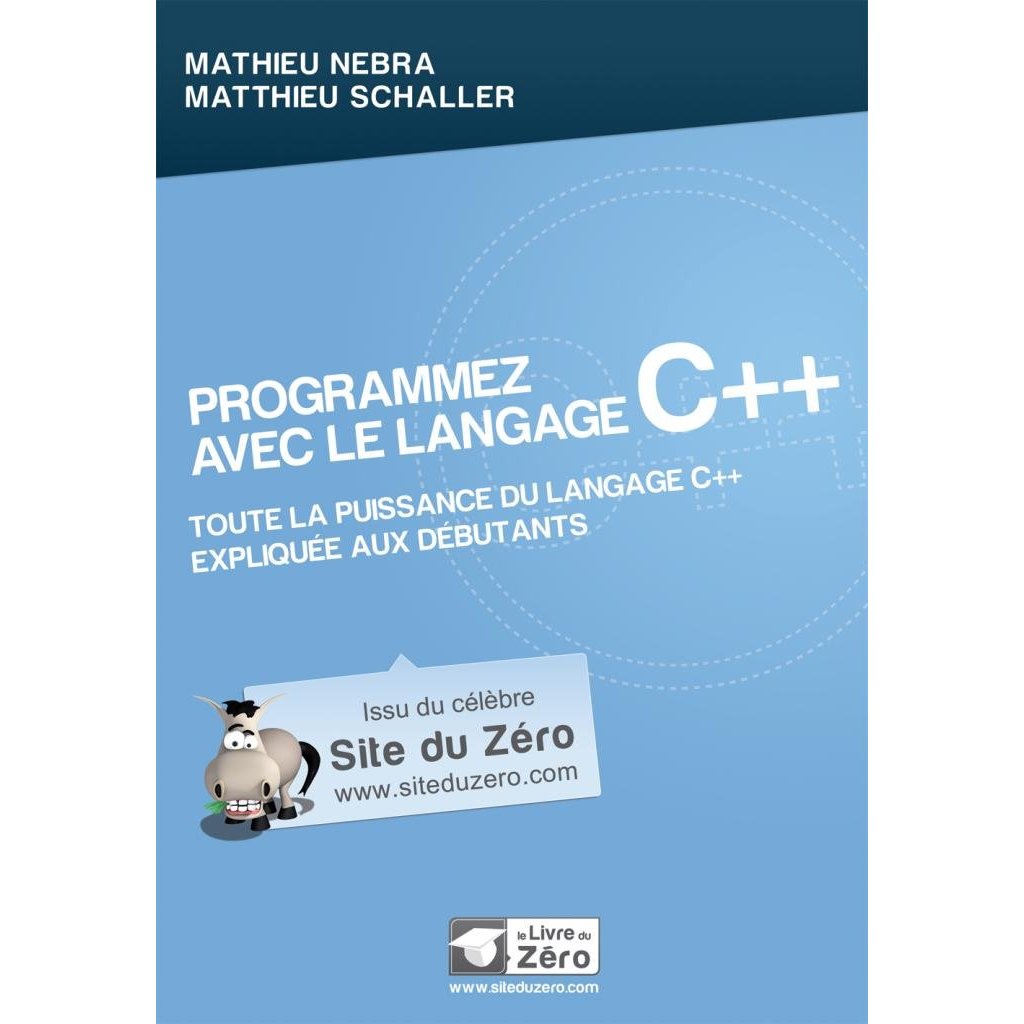 MATHIEU NEBRA
MATTHIEU SCHALLER
PROGRAMMEZ
AVEC LE LANGAGE C++
TOUTE LA PUISSANCE DU LANGAGE C++
EXPLIQUÉE AUX DÉBUTANTS
Issu du célèbre
Site du Zéro
www.siteduzero.com
le Livre du
Zéro
www.siteduzero.com